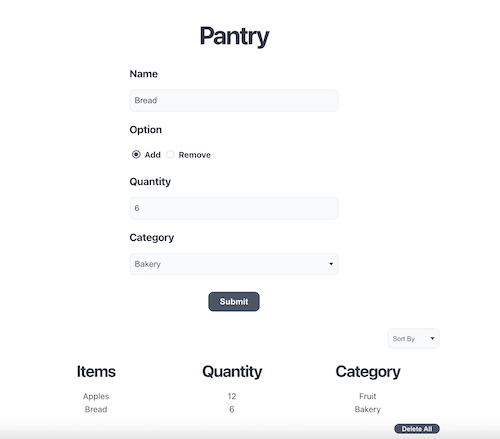 Pantry
Name
Bread
Option
Add Remove
Quantity
6
Category
Bakery
Submit
Sort By
Items Quantity Category
Apples 12 Fruit
Bread 6 Bakery
Delete All